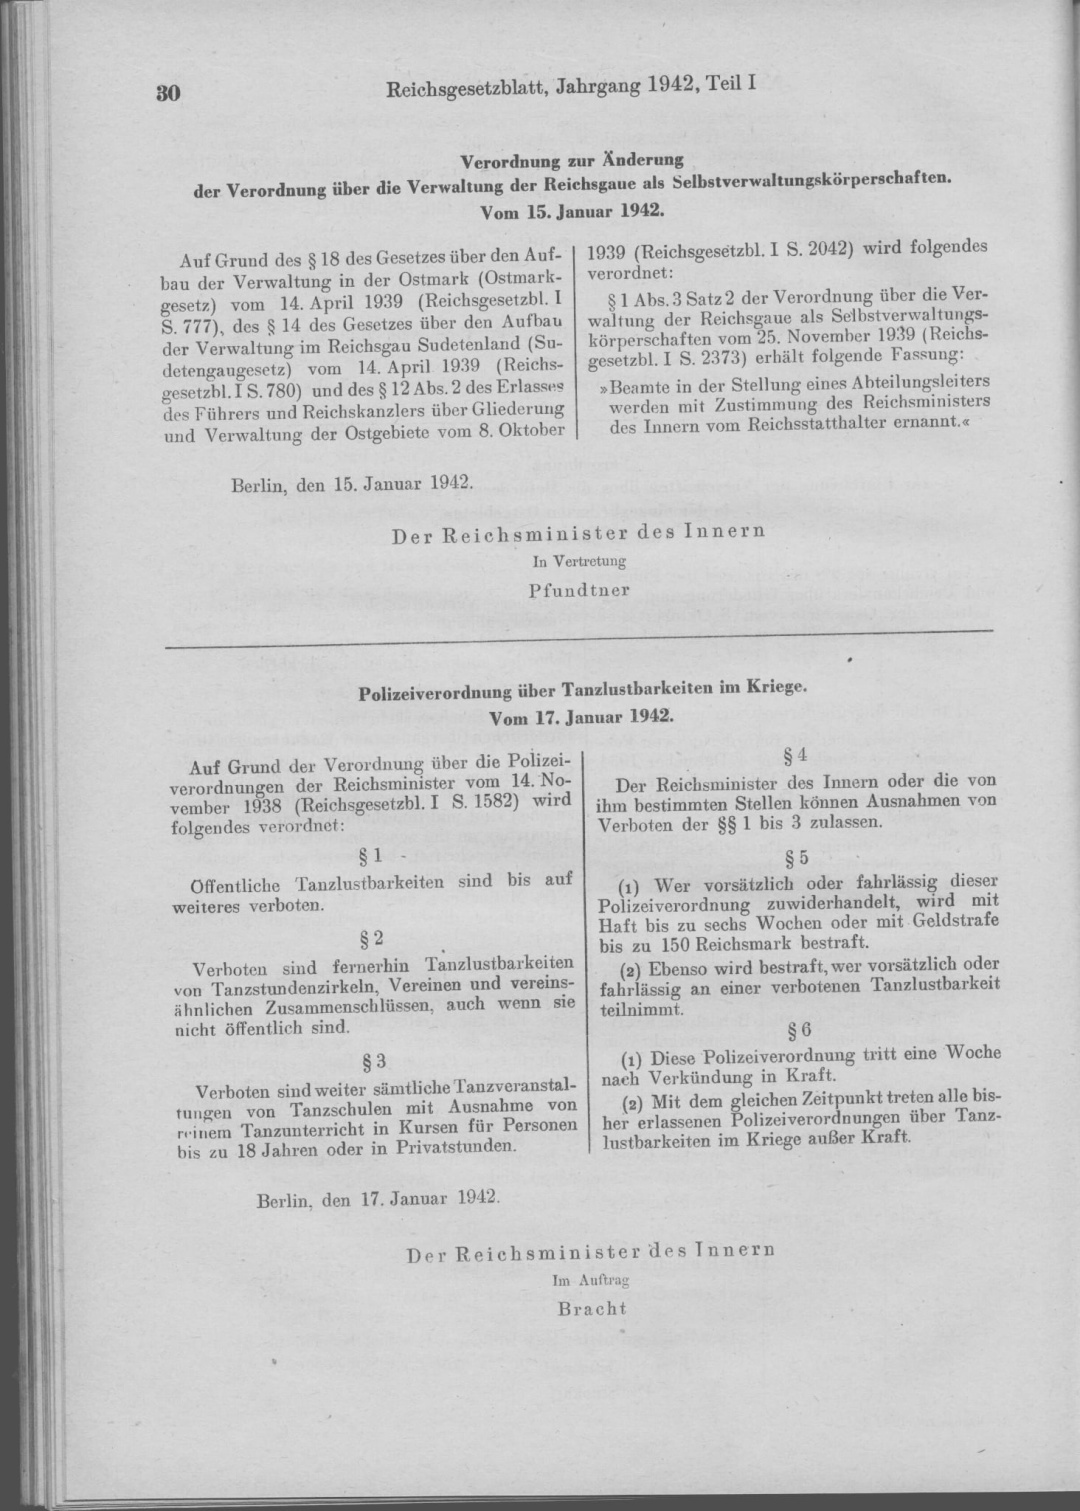 30
Reichsgesetzblatt, Jahrgang 1942, Teil I
Verordnung zur Änderung
der Verordnung über die Verwaltung der Reichsgaue als Selbstverwaltungskörperschaften.
Vom 15. Januar 1942.
Auf Grund des § 18 des Gesetzes über den Auf-
bau der Verwaltung in der Ostmark (Ostmark-
gesetz) vom 14. April 1939 (Reichsgesetzbl. I
S. 777), des § 14 des Gesetzes über den Aufbau
der Verwaltung im Reichsgau Sudetenland (Su-
detengaugesetz) vom 14. April 1939 (Reichs-
gesetzbl. I S. 780) und des § 12 Abs. 2 des Erlasses
des Führers und Reichskanzlers über Gliederung
und Verwaltung der Ostgebiete vom 8. Oktober
1939 (Reichsgesetzbl. I S. 2042) wird folgendes
verordnet:
§ 1 Abs. 3 Satz 2 der Verordnung über die Ver-
waltung der Reichsgaue als Selbstverwaltungs-
körperschaften vom 25. November 1939 (Reichs-
gesetzbl. I S. 2373) erhält folgende Fassung:
»Beamte in der Stellung eines Abteilungsleiters
werden mit Zustimmung des Reichsministers
des Innern vom Reichsstatthalter ernannt.«
Berlin, den 15. Januar 1942.
Der Reichsminister des Innern
In Vertretung
Pfundtner
Polizeiverordnung über Tanzlustbarkeiten im Kriege.
Vom 17. Januar 1942.
Auf Grund der Verordnung über die Polizei-
verordnungen der Reichsminister vom 14. No-
vember 1938 (Reichsgesetzbl. I S. 1582) wird
folgendes verordnet:
§ 1
Öffentliche Tanzlustbarkeiten sind bis auf
weiteres verboten.
§ 2
Verboten sind fernerhin Tanzlustbarkeiten
von Tanzstundenzirkeln, Vereinen und vereins-
ähnlichen Zusammenschlüssen, auch wenn sie
nicht öffentlich sind.
§ 3
Verboten sind weiter sämtliche Tanzveranstal-
tungen von Tanzschulen mit Ausnahme von
reinem Tanzunterricht in Kursen für Personen
bis zu 18 Jahren oder in Privatstunden.
§ 4
Der Reichsminister des Innern oder die von
ihm bestimmten Stellen können Ausnahmen von
Verboten der §§ 1 bis 3 zulassen.
§ 5
(1) Wer vorsätzlich oder fahrlässig dieser
Polizeiverordnung zuwiderhandelt, wird mit
Haft bis zu sechs Wochen oder mit Geldstrafe
bis zu 150 Reichsmark bestraft.
(2) Ebenso wird bestraft, wer vorsätzlich oder
fahrlässig an einer verbotenen Tanzlustbarkeit
teilnimmt.
§ 6
(1) Diese Polizeiverordnung tritt eine Woche
nach Verkündung in Kraft.
(2) Mit dem gleichen Zeitpunkt treten alle bis-
her erlassenen Polizeiverordnungen über Tanz-
lustbarkeiten im Kriege außer Kraft.
Berlin, den 17. Januar 1942.
Der Reichsminister des Innern
Im Auftrag
Bracht